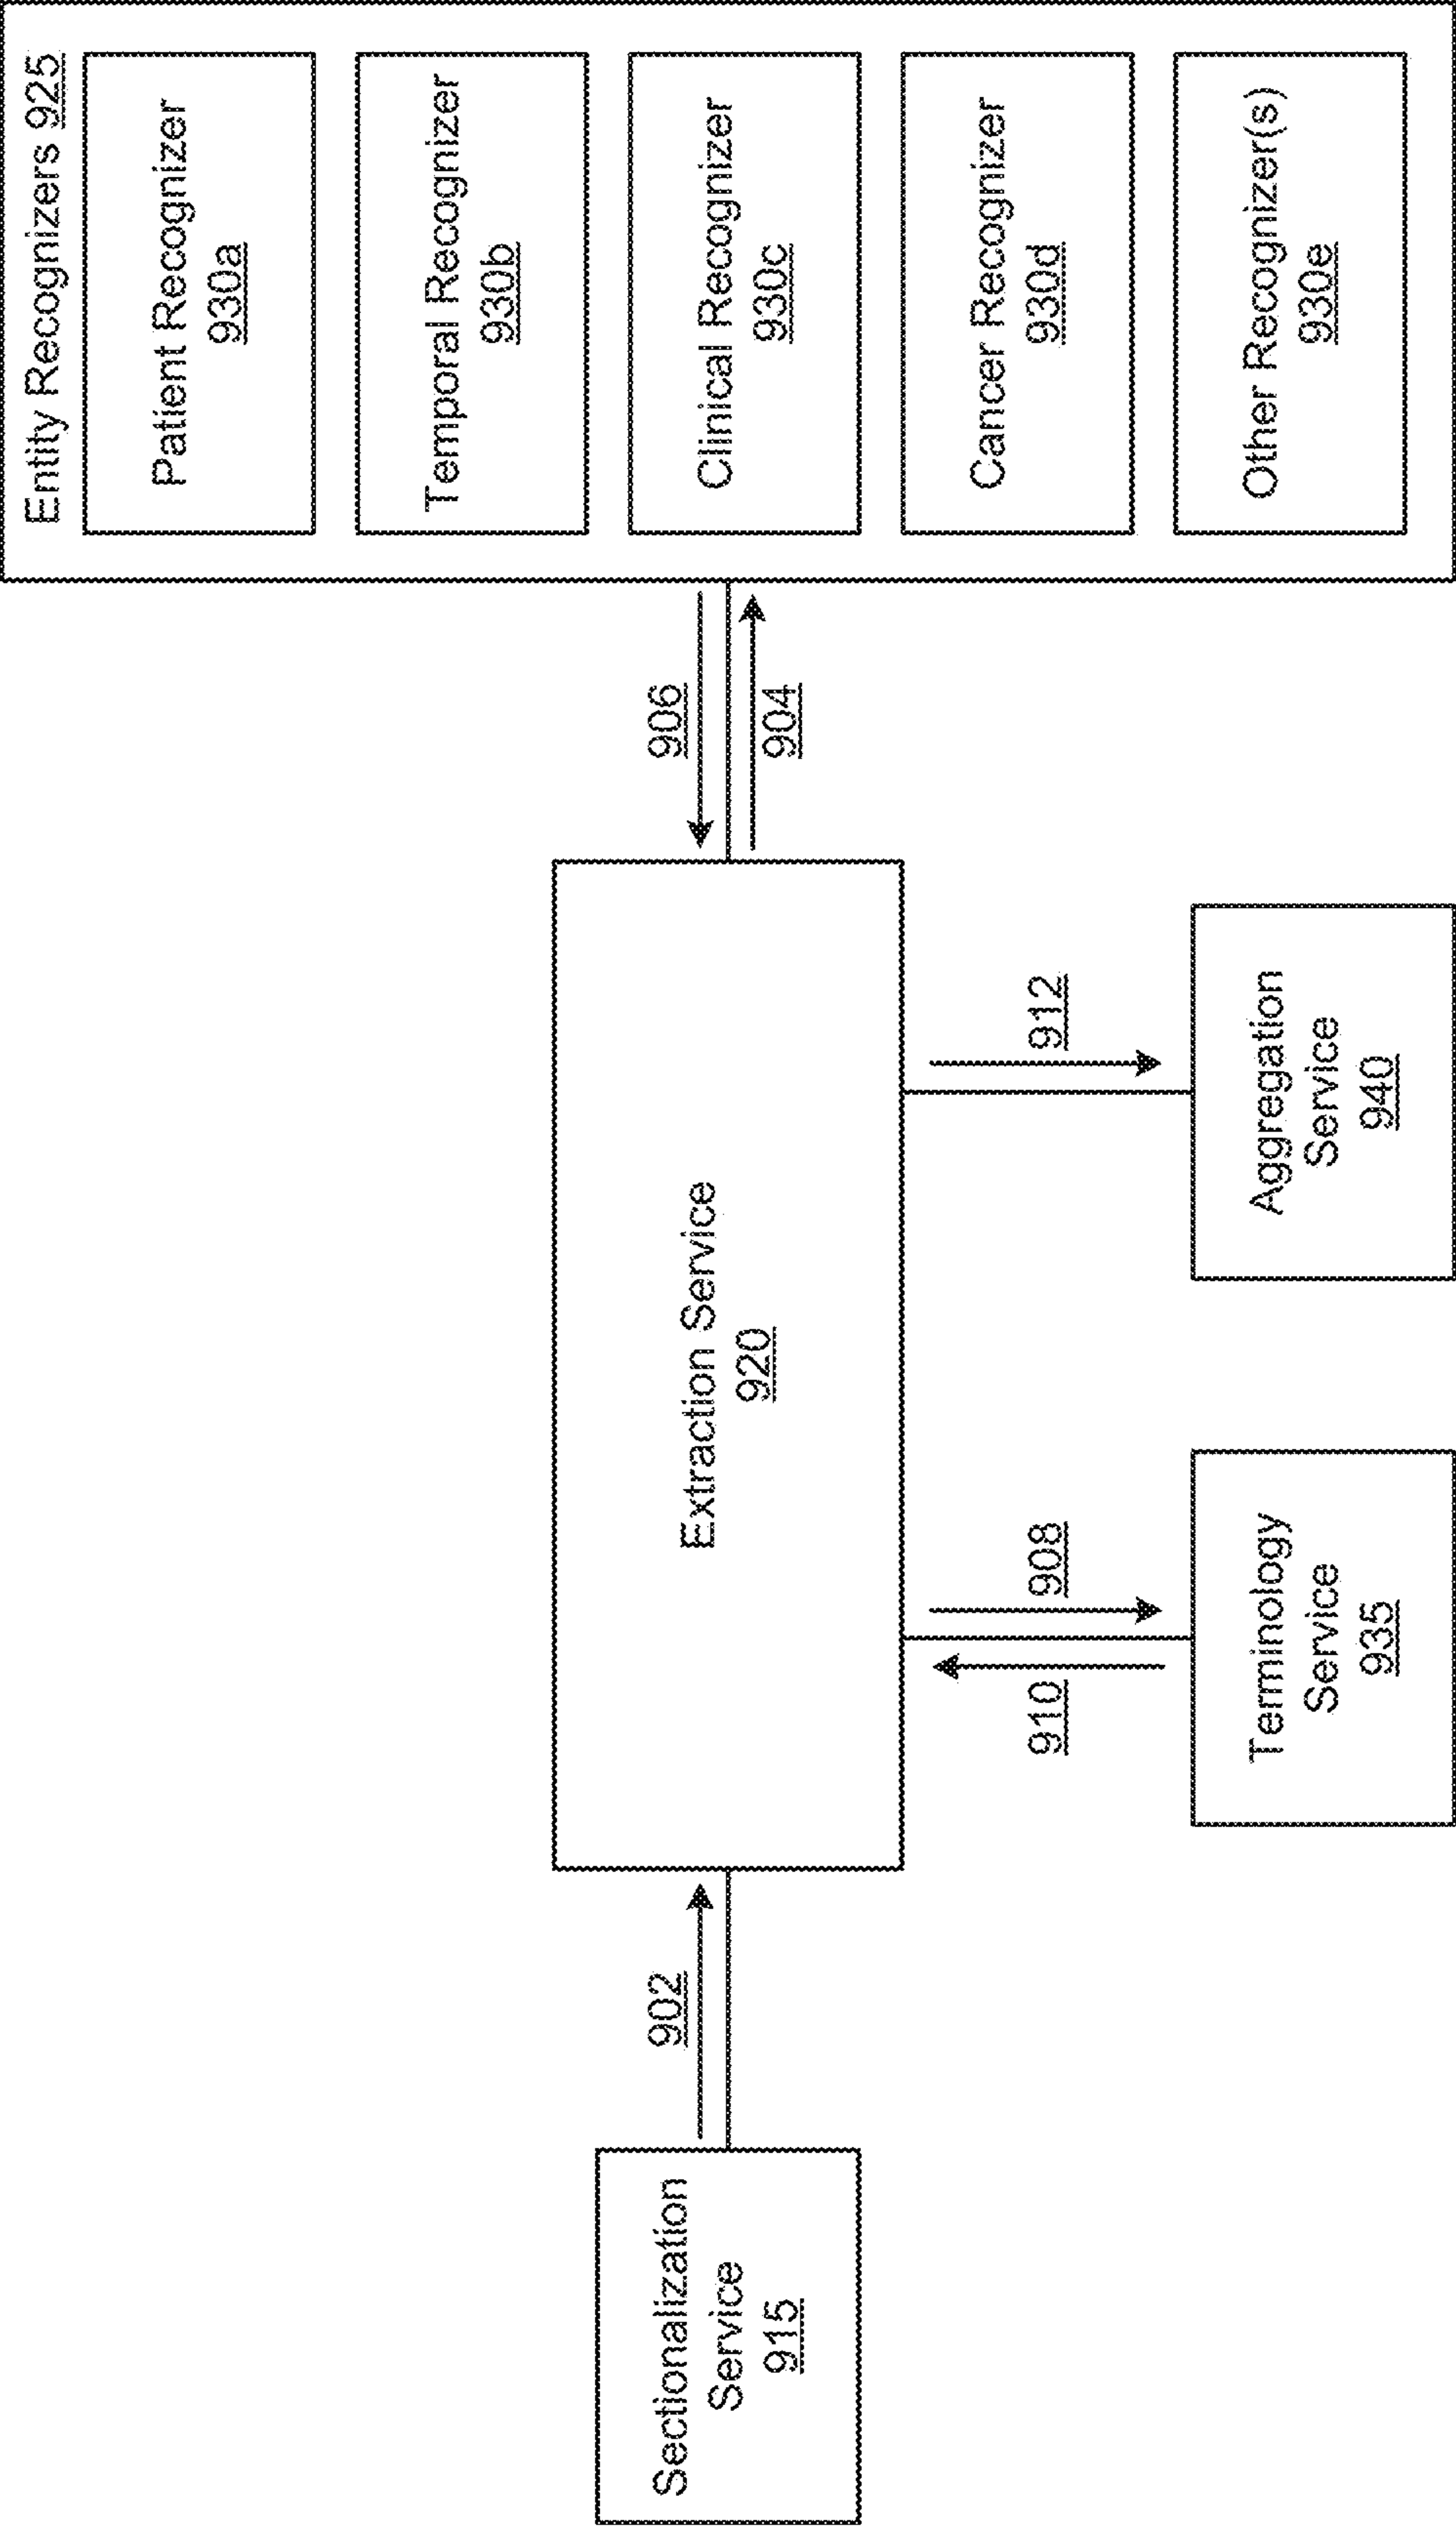 Sectionalization
Service
915
902
Extraction Service
920
906
904
Entity Recognizers 925
Patient Recognizer
930a
Temporal Recognizer
930b
Clinical Recognizer
930c
Cancer Recognizer
930d
Other Recognizer(s)
930e
910
908
912
Terminology
Service
935
Aggregation
Service
940